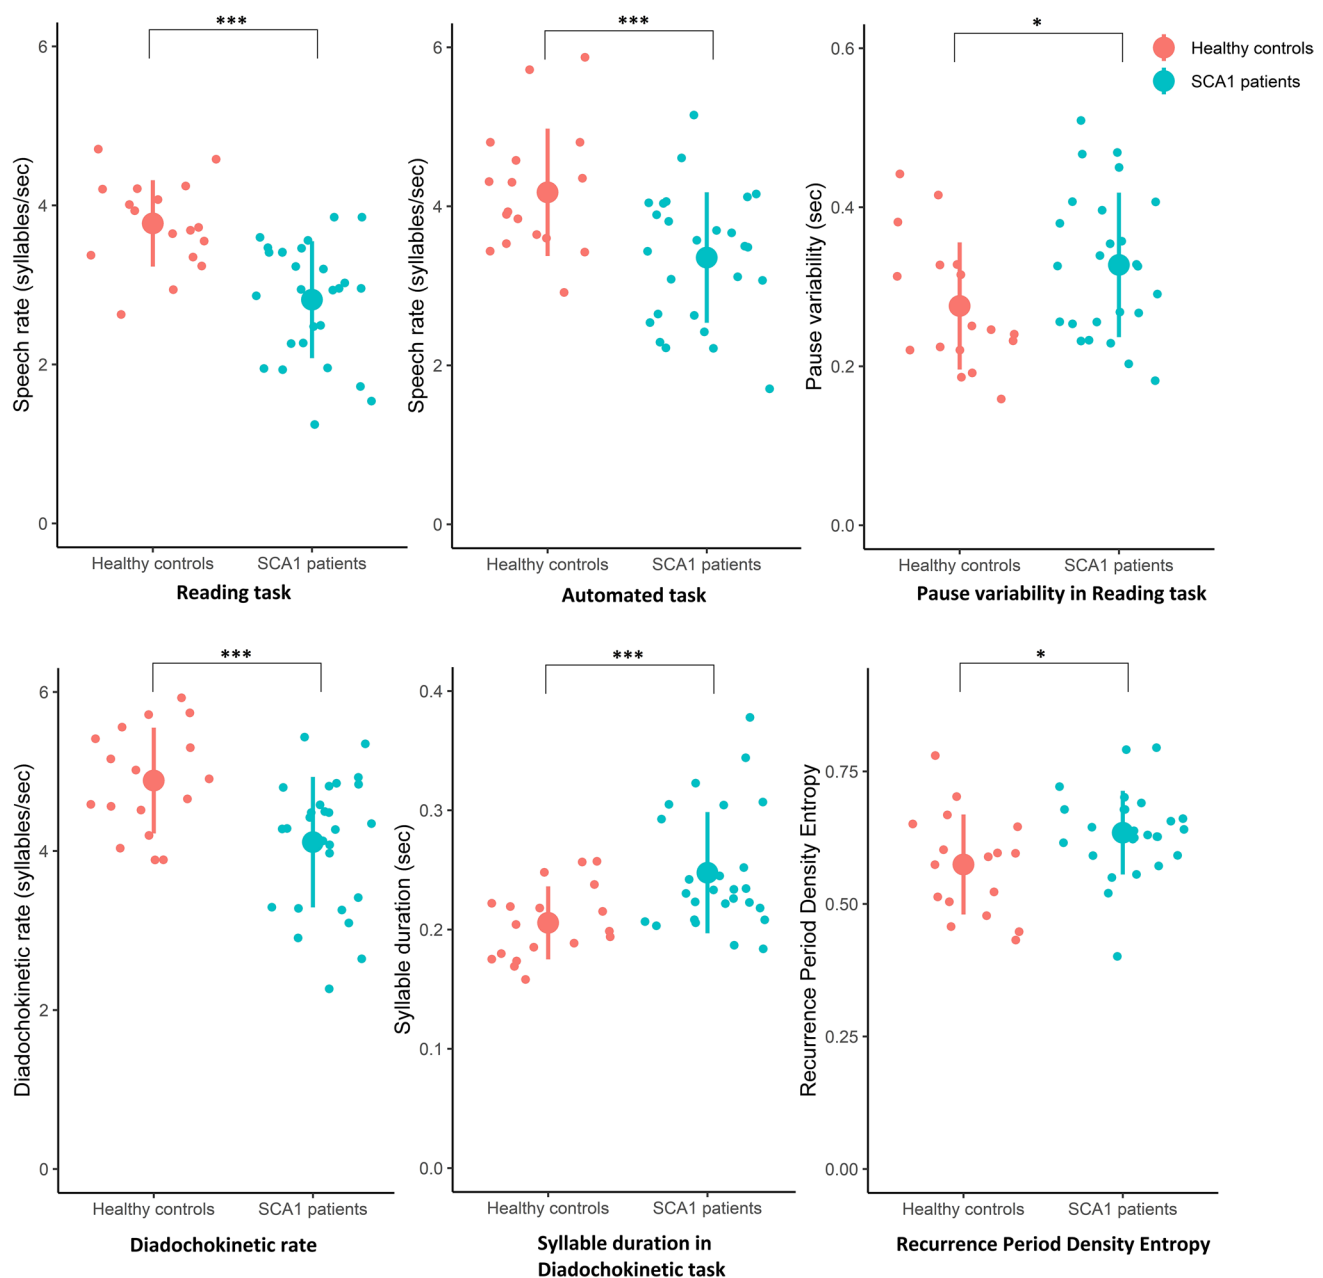 ***
6
4
2
0
Speech rate (syllables/sec)
Healthy controls
SCA1 patients
Reading task
***
6
4
2
0
Speech rate (syllables/sec)
Healthy controls
SCA1 patients
Automated task
*
0.6
0.4
0.2
0.0
Pause variability (sec)
Healthy controls
SCA1 patients
Pause variability in Reading task
Healthy controls
SCA1 patients
***
6
4
2
0
Diadochokinetic rate (syllables/sec)
Healthy controls
SCA1 patients
Diadochokinetic rate
***
0.4
0.3
0.2
0.1
0.0
Syllable duration (sec)
Healthy controls
SCA1 patients
Syllable duration in
Diadochokinetic task
*
0.75
0.50
0.25
0.00
Recurrence Period Density Entropy
Healthy controls
SCA1 patients
Recurrence Period Density Entropy